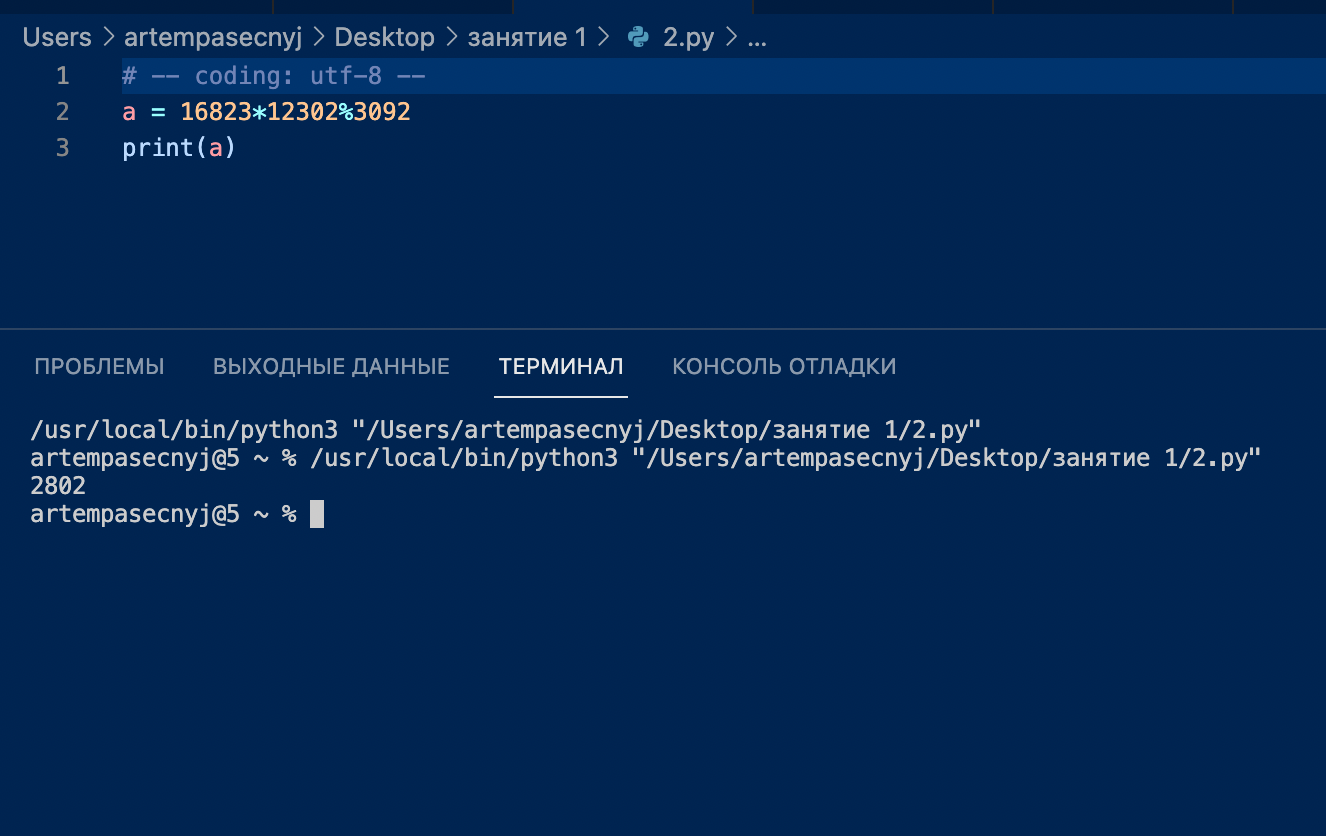 Users > artempasecnyj > Desktop > занятие 1 > 2.py > ...
1 # -- coding: utf-8 --
2 a = 16823*12302%3092
3 print(a)
ПРОБЛЕМЫ ВЫХОДНЫЕ ДАННЫЕ ТЕРМИНАЛ КОНСОЛЬ ОТЛАДКИ
/usr/local/bin/python3 "/Users/artempasecnyj/Desktop/занятие 1/2.py"
artempasecnyj@5 ~ % /usr/local/bin/python3 "/Users/artempasecnyj/Desktop/занятие 1/2.py"
2802
artempasecnyj@5 ~ %